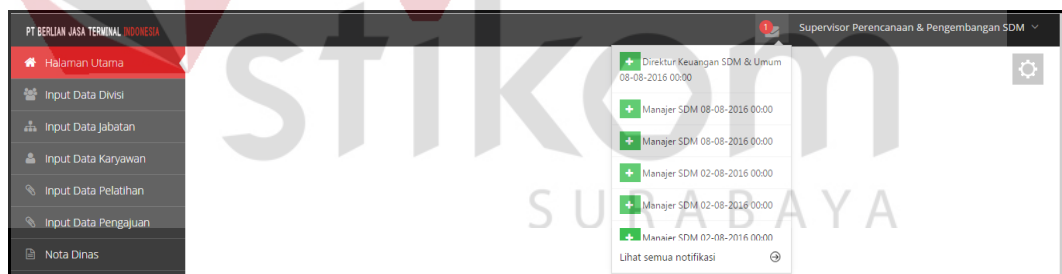 PT BERLIAN JASA TERMINAL INDONESIA
1
Supervisor Perencanaan & Pengembangan SDM
Halaman Utama
Input Data Divisi
Input Data Jabatan
Input Data Karyawan
Input Data Pelatihan
Input Data Pengajuan
Nota Dinas
Direktur Keuangan SDM & Umum
08-08-2016 00:00
Manajer SDM 08-08-2016 00:00
Manajer SDM 08-08-2016 00:00
Manajer SDM 02-08-2016 00:00
Manajer SDM 02-08-2016 00:00
Manajer SDM 02-08-2016 00:00
Lihat semua notifikasi
stikom
SURABAYA